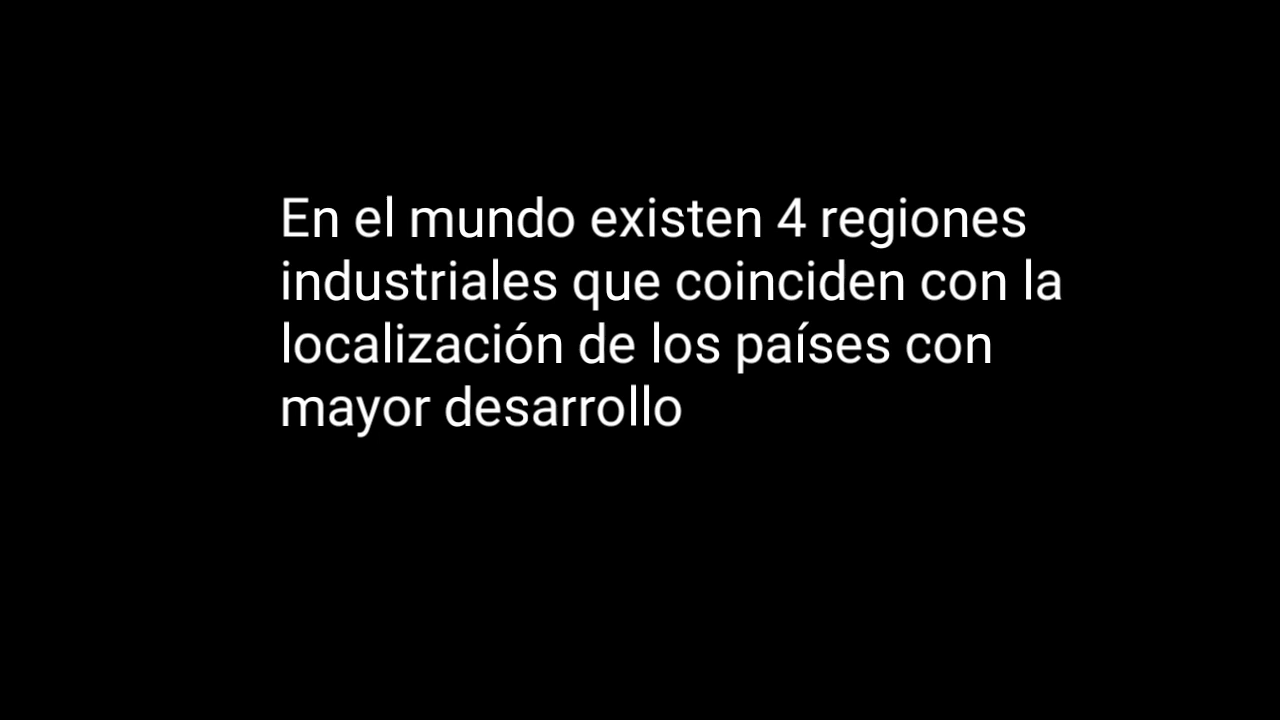 En el mundo existen 4 regiones
industriales que coinciden con la
localización de los países con
mayor desarrollo